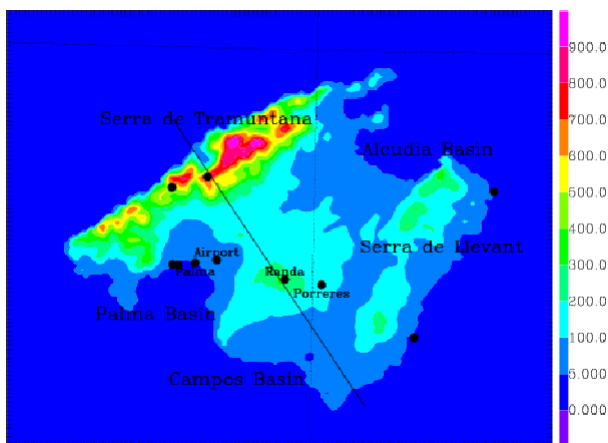 900.0
800.0
700.0
600.0
500.0
400.0
300.0
200.0
100.0
5.000
0.000
Serra de Tramuntana
Alcudia Basin
Serra de Llevant
Airport
Palma
Randa
Porreres
Palma Basin
Campos Basin